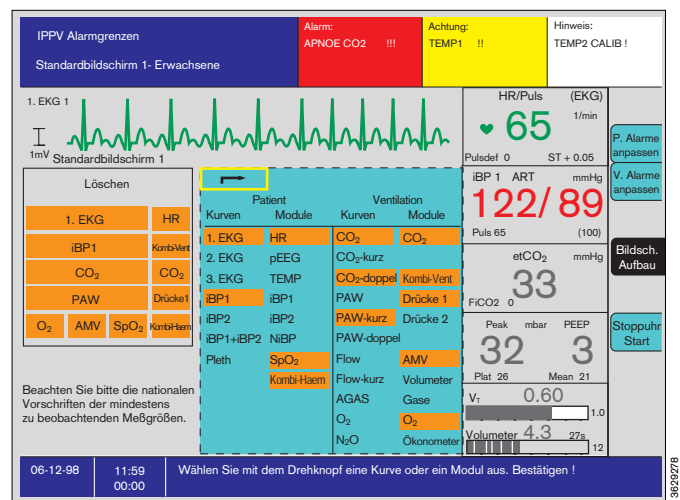 IPPV Alarmgrenzen
Standardbildschirm 1- Erwachsene
Alarm:
APNOE CO2 !!!
Achtung:
TEMP1 !!
Hinweis:
TEMP2 CALIB !
1. EKG 1
1mV
Standardbildschirm 1
HR/Puls (EKG)
1/min
65
Pulsdef 0 ST + 0.05
iBP 1 ART mmHg
122/ 89
Puls 65 (100)
etCO2 mmHg
33
FiCO2 0
Peak mbar PEEP
32 3
Plat 26 Mean 21
VT 0.60
1.0
Volumeter 4.3 27s
12
P. Alarme
anpassen
V. Alarme
anpassen
Bildsch.
Aufbau
Stoppuhr
Start
Löschen
1. EKG HR
iBP1 Kombi-Vent
CO2 CO2
PAW Drücke1
O2 AMV SpO2 Kombi-Haem
Beachten Sie bitte die nationalen
Vorschriften der mindestens
zu beobachtenden Meßgrößen.
Patient Ventilation
Kurven Module Kurven Module
1. EKG HR CO2 CO2
2. EKG pEEG CO2-kurz
3. EKG TEMP CO2-doppel Kombi-Vent
iBP1 iBP1 PAW Drücke 1
iBP2 iBP2 PAW-kurz Drücke 2
iBP1+iBP2 NiBP PAW-doppel
Pleth SpO2 Flow AMV
Kombi-Haem Flow-kurz Volumeter
AGAS Gase
O2 O2
N2O Ökonometer
06-12-98 11:59
00:00
Wählen Sie mit dem Drehknopf eine Kurve oder ein Modul aus. Bestätigen !
3629278